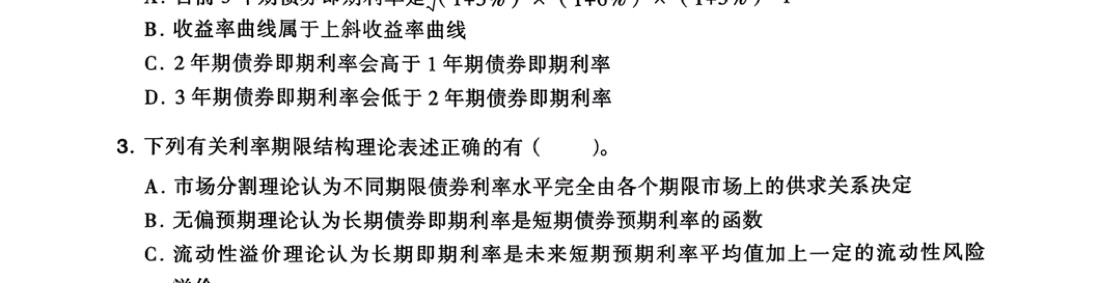 B. 收益率曲线属于上斜收益率曲线
C. 2 年期债券即期利率会高于 1 年期债券即期利率
D. 3 年期债券即期利率会低于 2 年期债券即期利率
3. 下列有关利率期限结构理论表述正确的有（　　）。
A. 市场分割理论认为不同期限债券利率水平完全由各个期限市场上的供求关系决定
B. 无偏预期理论认为长期债券即期利率是短期债券预期利率的函数
C. 流动性溢价理论认为长期即期利率是未来短期预期利率平均值加上一定的流动性风险